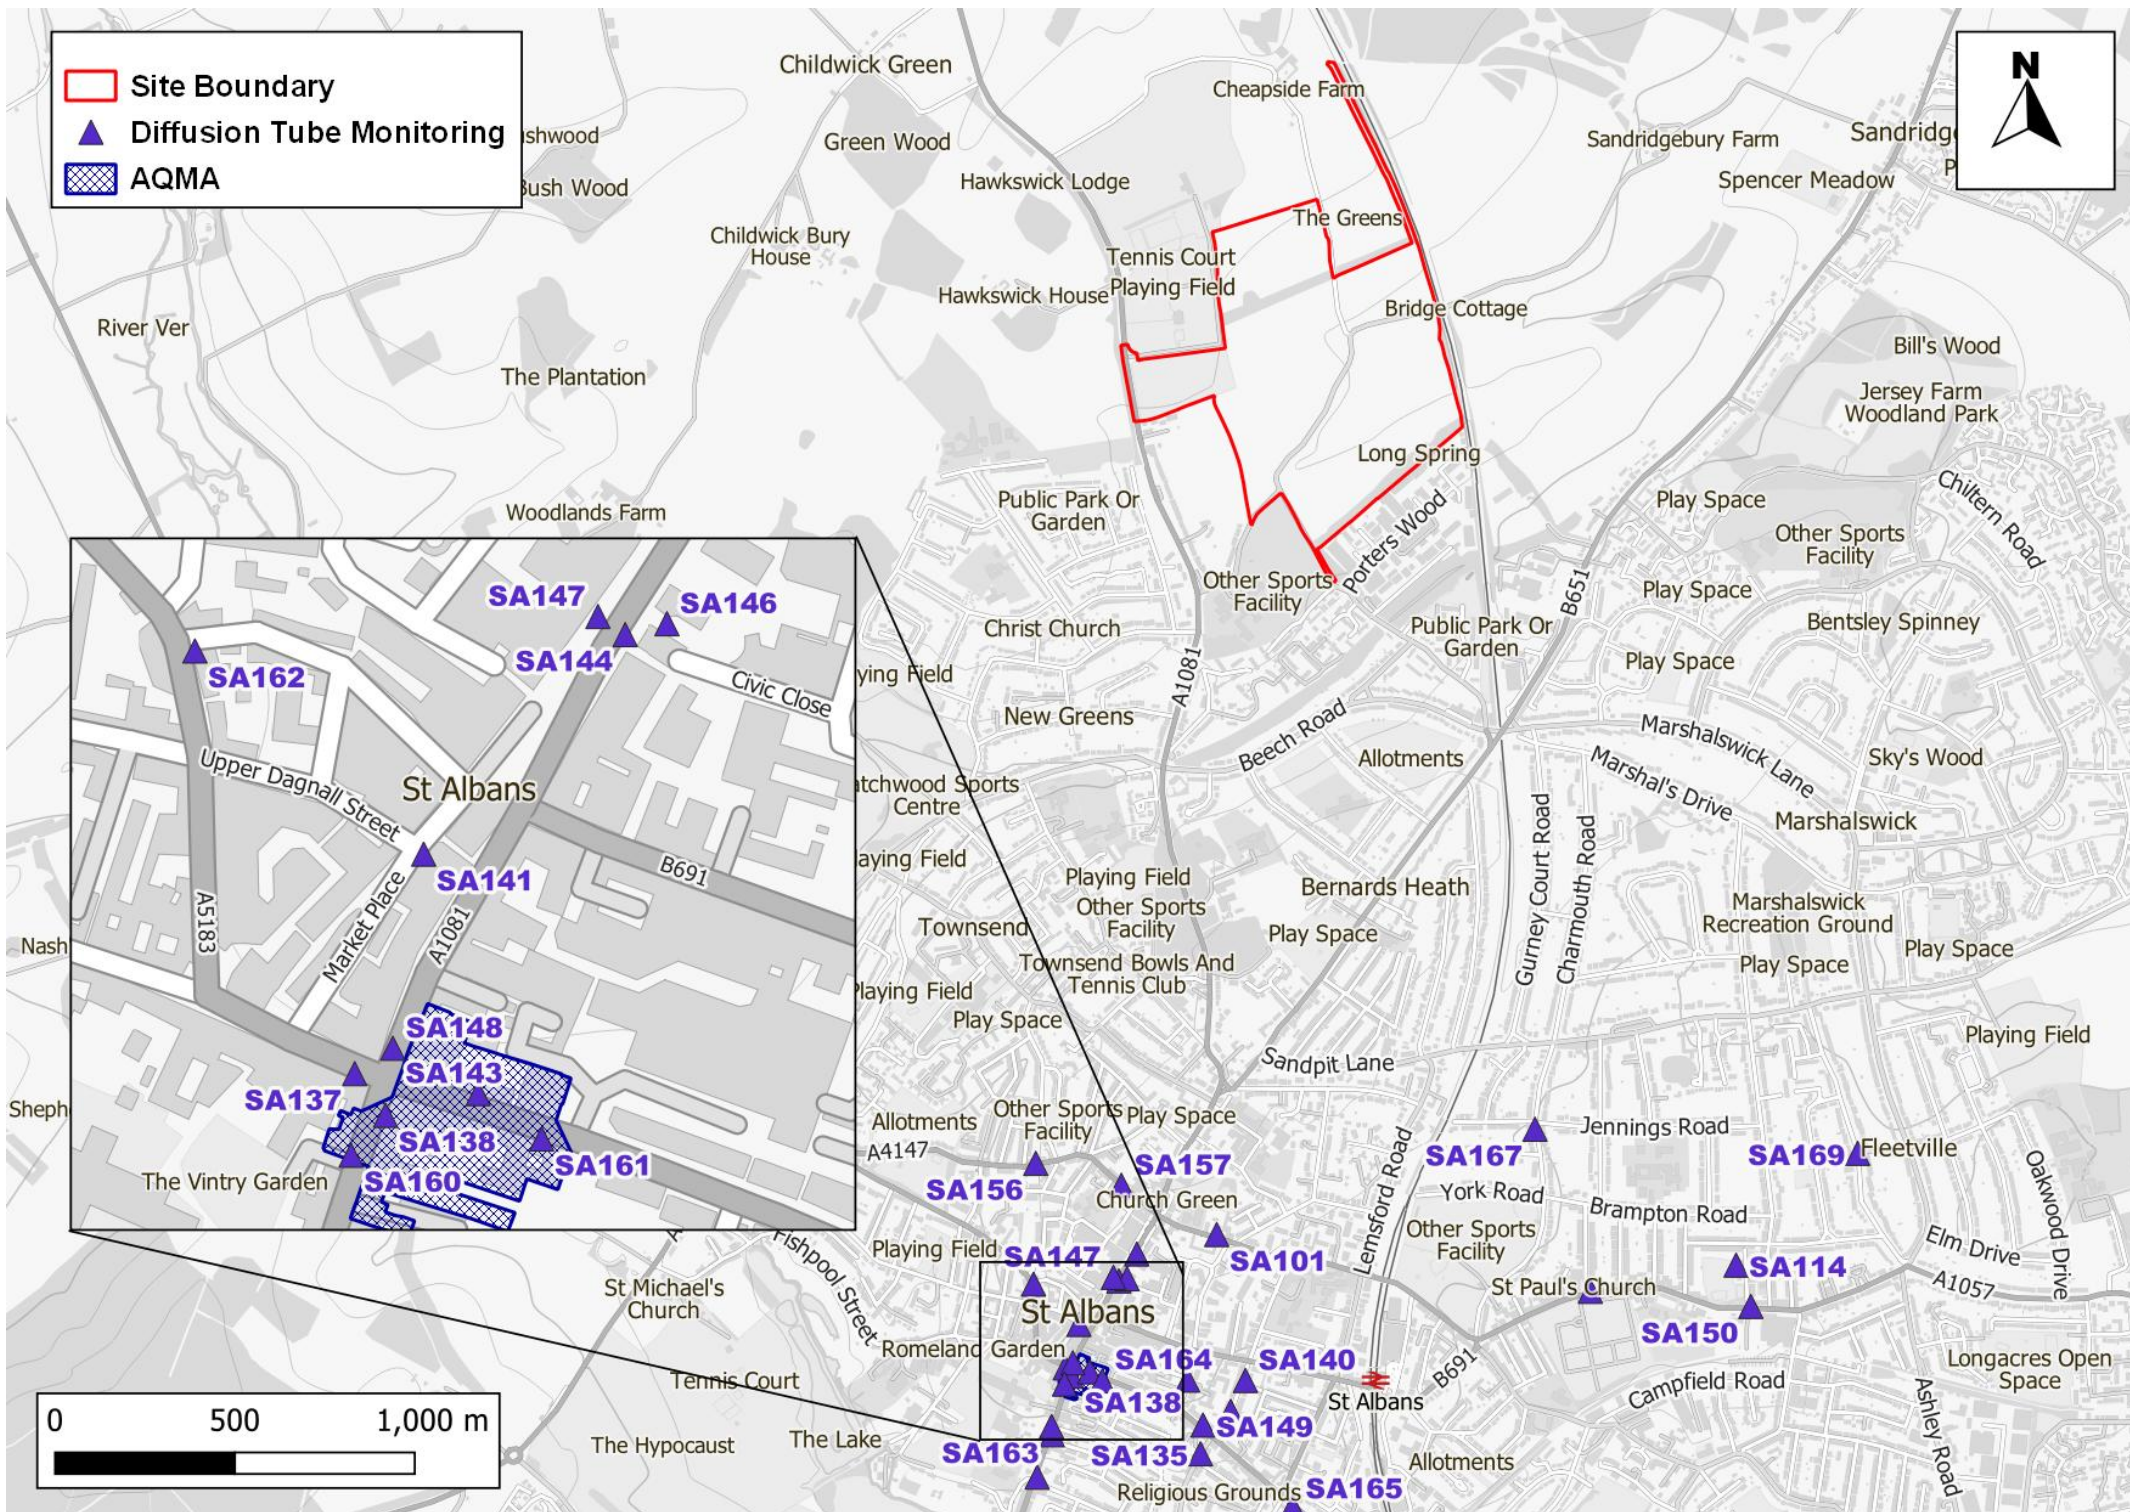 Site Boundary
Diffusion Tube Monitoring
AQMA
N
Childwick Green
Cheapside Farm
Green Wood
Sandridgebury Farm
Spencer Meadow
Bush Wood
Hawkswick Lodge
The Greens
Childwick Bury
House
Tennis Court
Playing Field
Hawkswick House
Bridge Cottage
River Ver
The Plantation
Bill's Wood
Jersey Farm
Woodland Park
Long Spring
Public Park Or
Garden
Woodlands Farm
Porters Wood
Play Space
Chiltern Road
Other Sports
Facility
Other Sports
Facility
B651
Play Space
Christ Church
A1081
Public Park Or
Garden
Bentsley Spinney
Play Space
ying Field
New Greens
Beech Road
Allotments
Marshalswick Lane
Marshal's Drive
Sky's Wood
atchwood Sports
Centre
Marshalswick
Gurney Court Road
Charmouth Road
laying Field
Playing Field
Other Sports
Facility
Bernards Heath
Marshalswick
Recreation Ground
Townsend
Play Space
Play Space
Play Space
Townsend Bowls And
Tennis Club
Playing Field
Play Space
Playing Field
Sandpit Lane
Allotments
Other Sports
Facility
Play Space
A4147
Jennings Road
SA167
SA169
Fleetville
SA157
SA156
Church Green
Lemsford Road
York Road
Brampton Road
Oakwood Drive
Other Sports
Facility
Elm Drive
A1057
Playing Field
SA147
SA101
SA114
St Paul's Church
SA150
St Albans
Romeland Garden
SA164
SA140
SA138
St Albans
B691
Campfield Road
Longacres Open
Space
Ashley Road
SA149
SA163
SA135
Allotments
Religious Grounds
SA165
Fishpool Street
St Michael's
Church
Tennis Court
The Hypocaust
The Lake
SA147
SA146
SA144
SA162
Civic Close
Upper Dagnall Street
St Albans
SA141
B691
A5183
Market Place
A1081
SA148
SA143
SA137
SA138
SA161
SA160
The Vintry Garden
Nash
Sheph
0 500 1,000 m